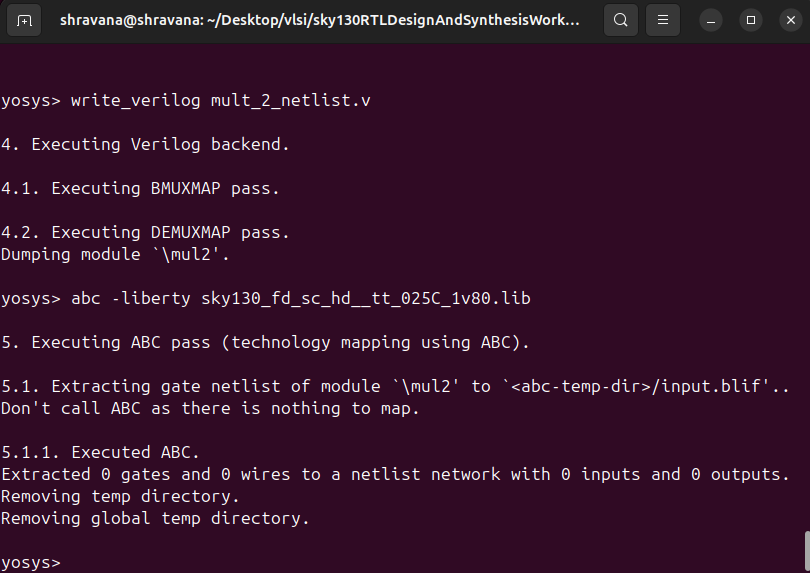 shravana@shravana: ~/Desktop/vlsi/sky130RTLDesignAndSynthesisWork...
yosys> write_verilog mult_2_netlist.v
4. Executing Verilog backend.
4.1. Executing BMUXMAP pass.
4.2. Executing DEMUXMAP pass.
Dumping module `\mul2'.
yosys> abc -liberty sky130_fd_sc_hd__tt_025C_1v80.lib
5. Executing ABC pass (technology mapping using ABC).
5.1. Extracting gate netlist of module `\mul2' to `<abc-temp-dir>/input.blif'..
Don't call ABC as there is nothing to map.
5.1.1. Executed ABC.
Extracted 0 gates and 0 wires to a netlist network with 0 inputs and 0 outputs.
Removing temp directory.
Removing global temp directory.
yosys>